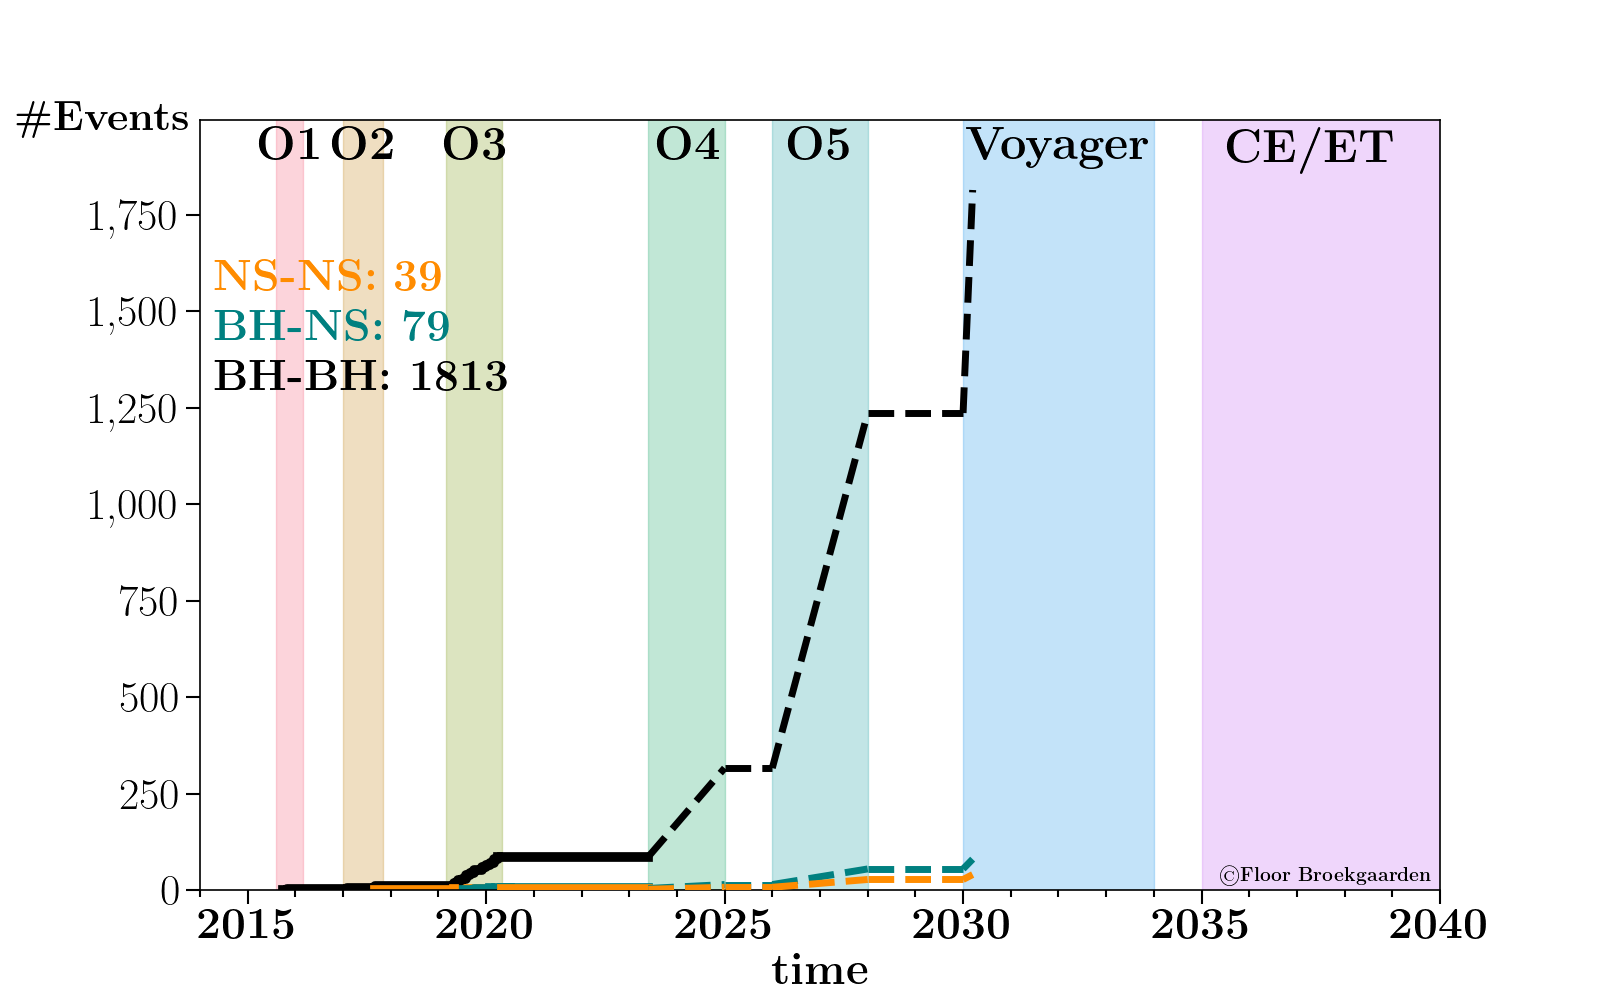 #Events
O1 O2 O3 O4 O5 Voyager CE/ET
1,750
NS-NS: 39
1,500
BH-NS: 79
BH-BH: 1813
1,250
1,000
750
500
250
©Floor Broekgaarden
0
2015 2020 2025 2030 2035 2040
time